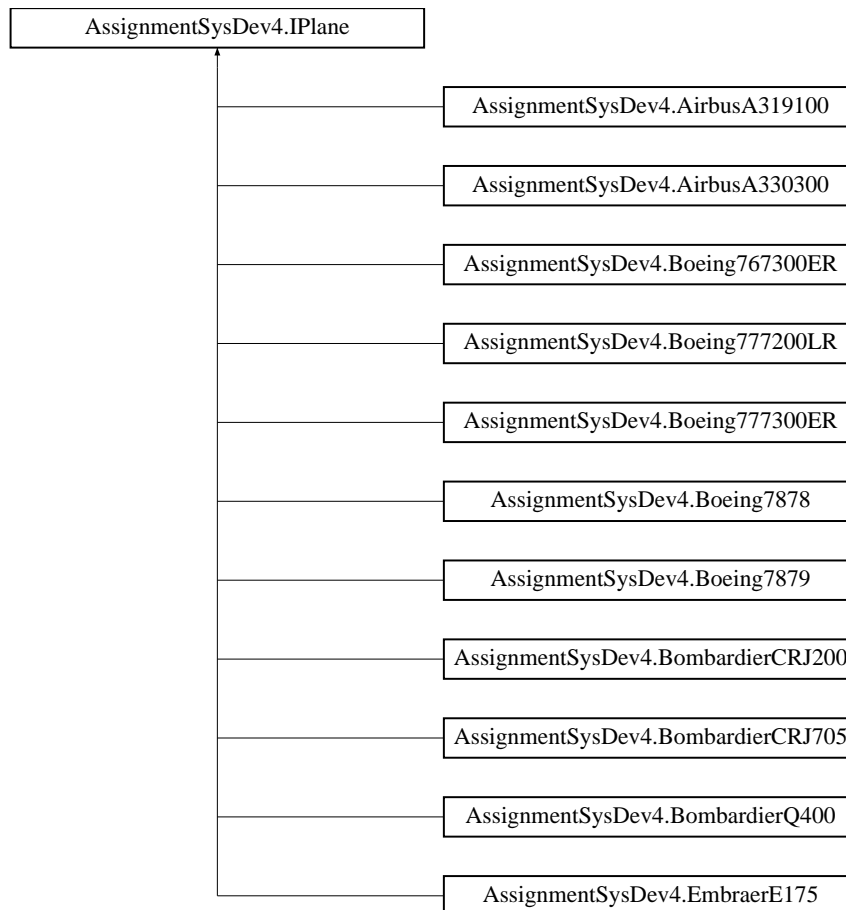 AssignmentSysDev4.IPlane
AssignmentSysDev4.AirbusA319100
AssignmentSysDev4.AirbusA330300
AssignmentSysDev4.Boeing767300ER
AssignmentSysDev4.Boeing777200LR
AssignmentSysDev4.Boeing777300ER
AssignmentSysDev4.Boeing7878
AssignmentSysDev4.Boeing7879
AssignmentSysDev4.BombardierCRJ200
AssignmentSysDev4.BombardierCRJ705
AssignmentSysDev4.BombardierQ400
AssignmentSysDev4.EmbraerE175